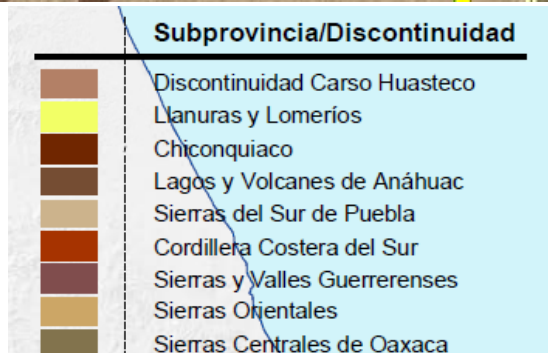 Subprovincia/Discontinuidad
Discontinuidad Carso Huasteco
Llanuras y Lomeríos
Chiconquiaco
Lagos y Volcanes de Anáhuac
Sierras del Sur de Puebla
Cordillera Costera del Sur
Sierras y Valles Guerrerenses
Sierras Orientales
Sierras Centrales de Oaxaca